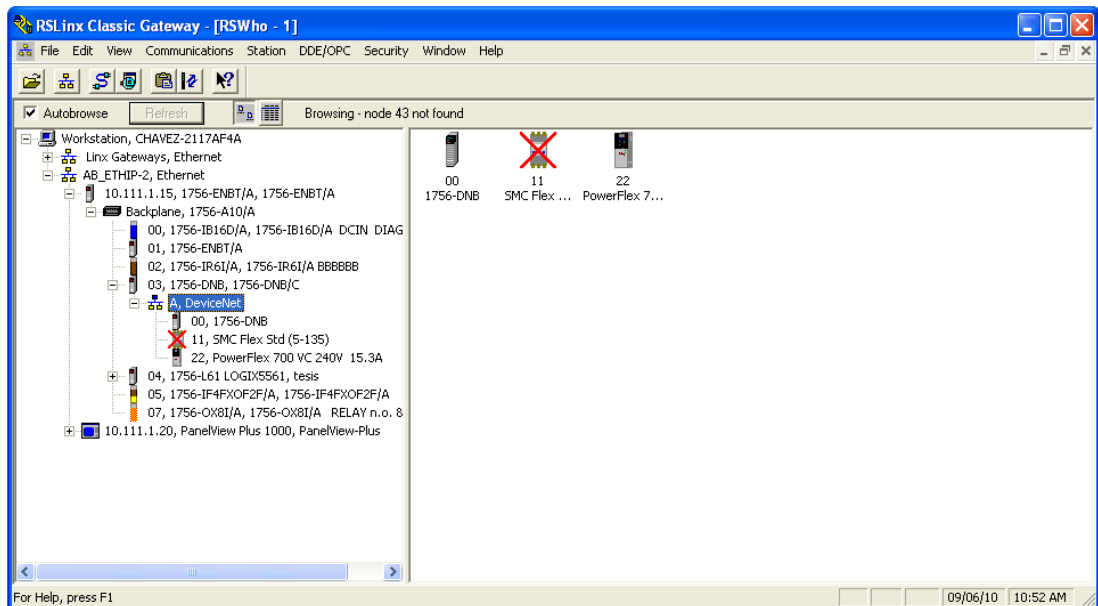 RSLinx Classic Gateway - [RSWho - 1]
File Edit View Communications Station DDE/OPC Security Window Help
Autobrowse Refresh Browsing - node 43 not found
Workstation, CHAVEZ-2117AF4A
Linx Gateways, Ethernet
AB_ETHIP-2, Ethernet
10.111.1.15, 1756-ENBT/A, 1756-ENBT/A
Backplane, 1756-A10/A
00, 1756-IB16D/A, 1756-IB16D/A DCIN DIAG
01, 1756-ENBT/A
02, 1756-IR6I/A, 1756-IR6I/A BBBBBB
03, 1756-DNB, 1756-DNB/C
A, DeviceNet
00, 1756-DNB
11, SMC Flex Std (5-135)
22, PowerFlex 700 VC 240V 15.3A
04, 1756-L61 LOGIX5561, tesis
05, 1756-IF4FXOF2F/A, 1756-IF4FXOF2F/A
07, 1756-OX8I/A, 1756-OX8I/A RELAY n.o. 8
10.111.1.20, PanelView Plus 1000, PanelView-Plus
00 11 22
1756-DNB SMC Flex ... PowerFlex 7...
For Help, press F1 09/06/10 10:52 AM